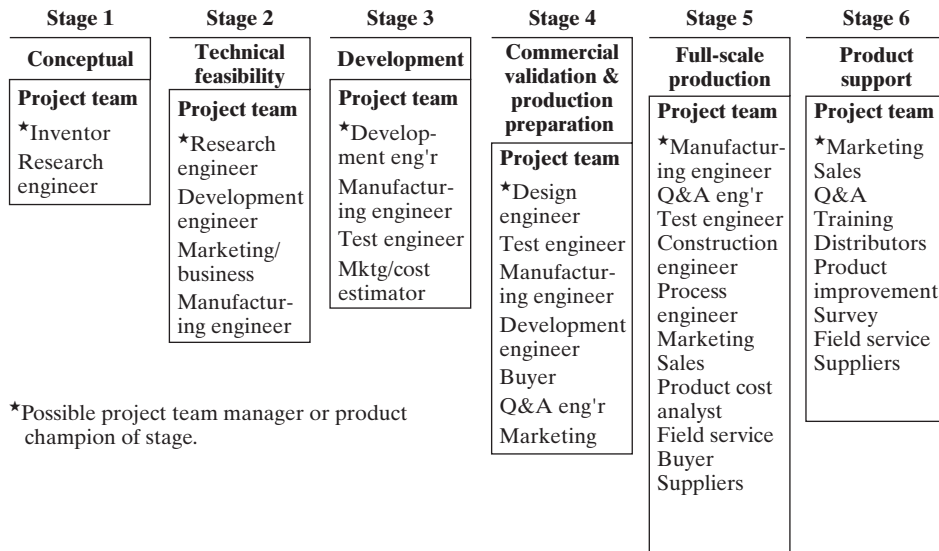 Stage 1
Conceptual
Project team
★Inventor
Research
engineer
Stage 2
Technical
feasibility
Project team
★Research
engineer
Development
engineer
Marketing/
business
Manufactur-
ing engineer
Stage 3
Development
Project team
★Develop-
ment eng'r
Manufactur-
ing engineer
Test engineer
Mktg/cost
estimator
Stage 4
Commercial
validation &
production
preparation
Project team
★Design
engineer
Test engineer
Manufactur-
ing engineer
Development
engineer
Buyer
Q&A eng'r
Marketing
Stage 5
Full-scale
production
Project team
★Manufactur-
ing engineer
Q&A eng'r
Test engineer
Construction
engineer
Process
engineer
Marketing
Sales
Product cost
analyst
Field service
Buyer
Suppliers
Stage 6
Product
support
Project team
★Marketing
Sales
Q&A
Training
Distributors
Product
improvement
Survey
Field service
Suppliers
★Possible project team manager or product
champion of stage.